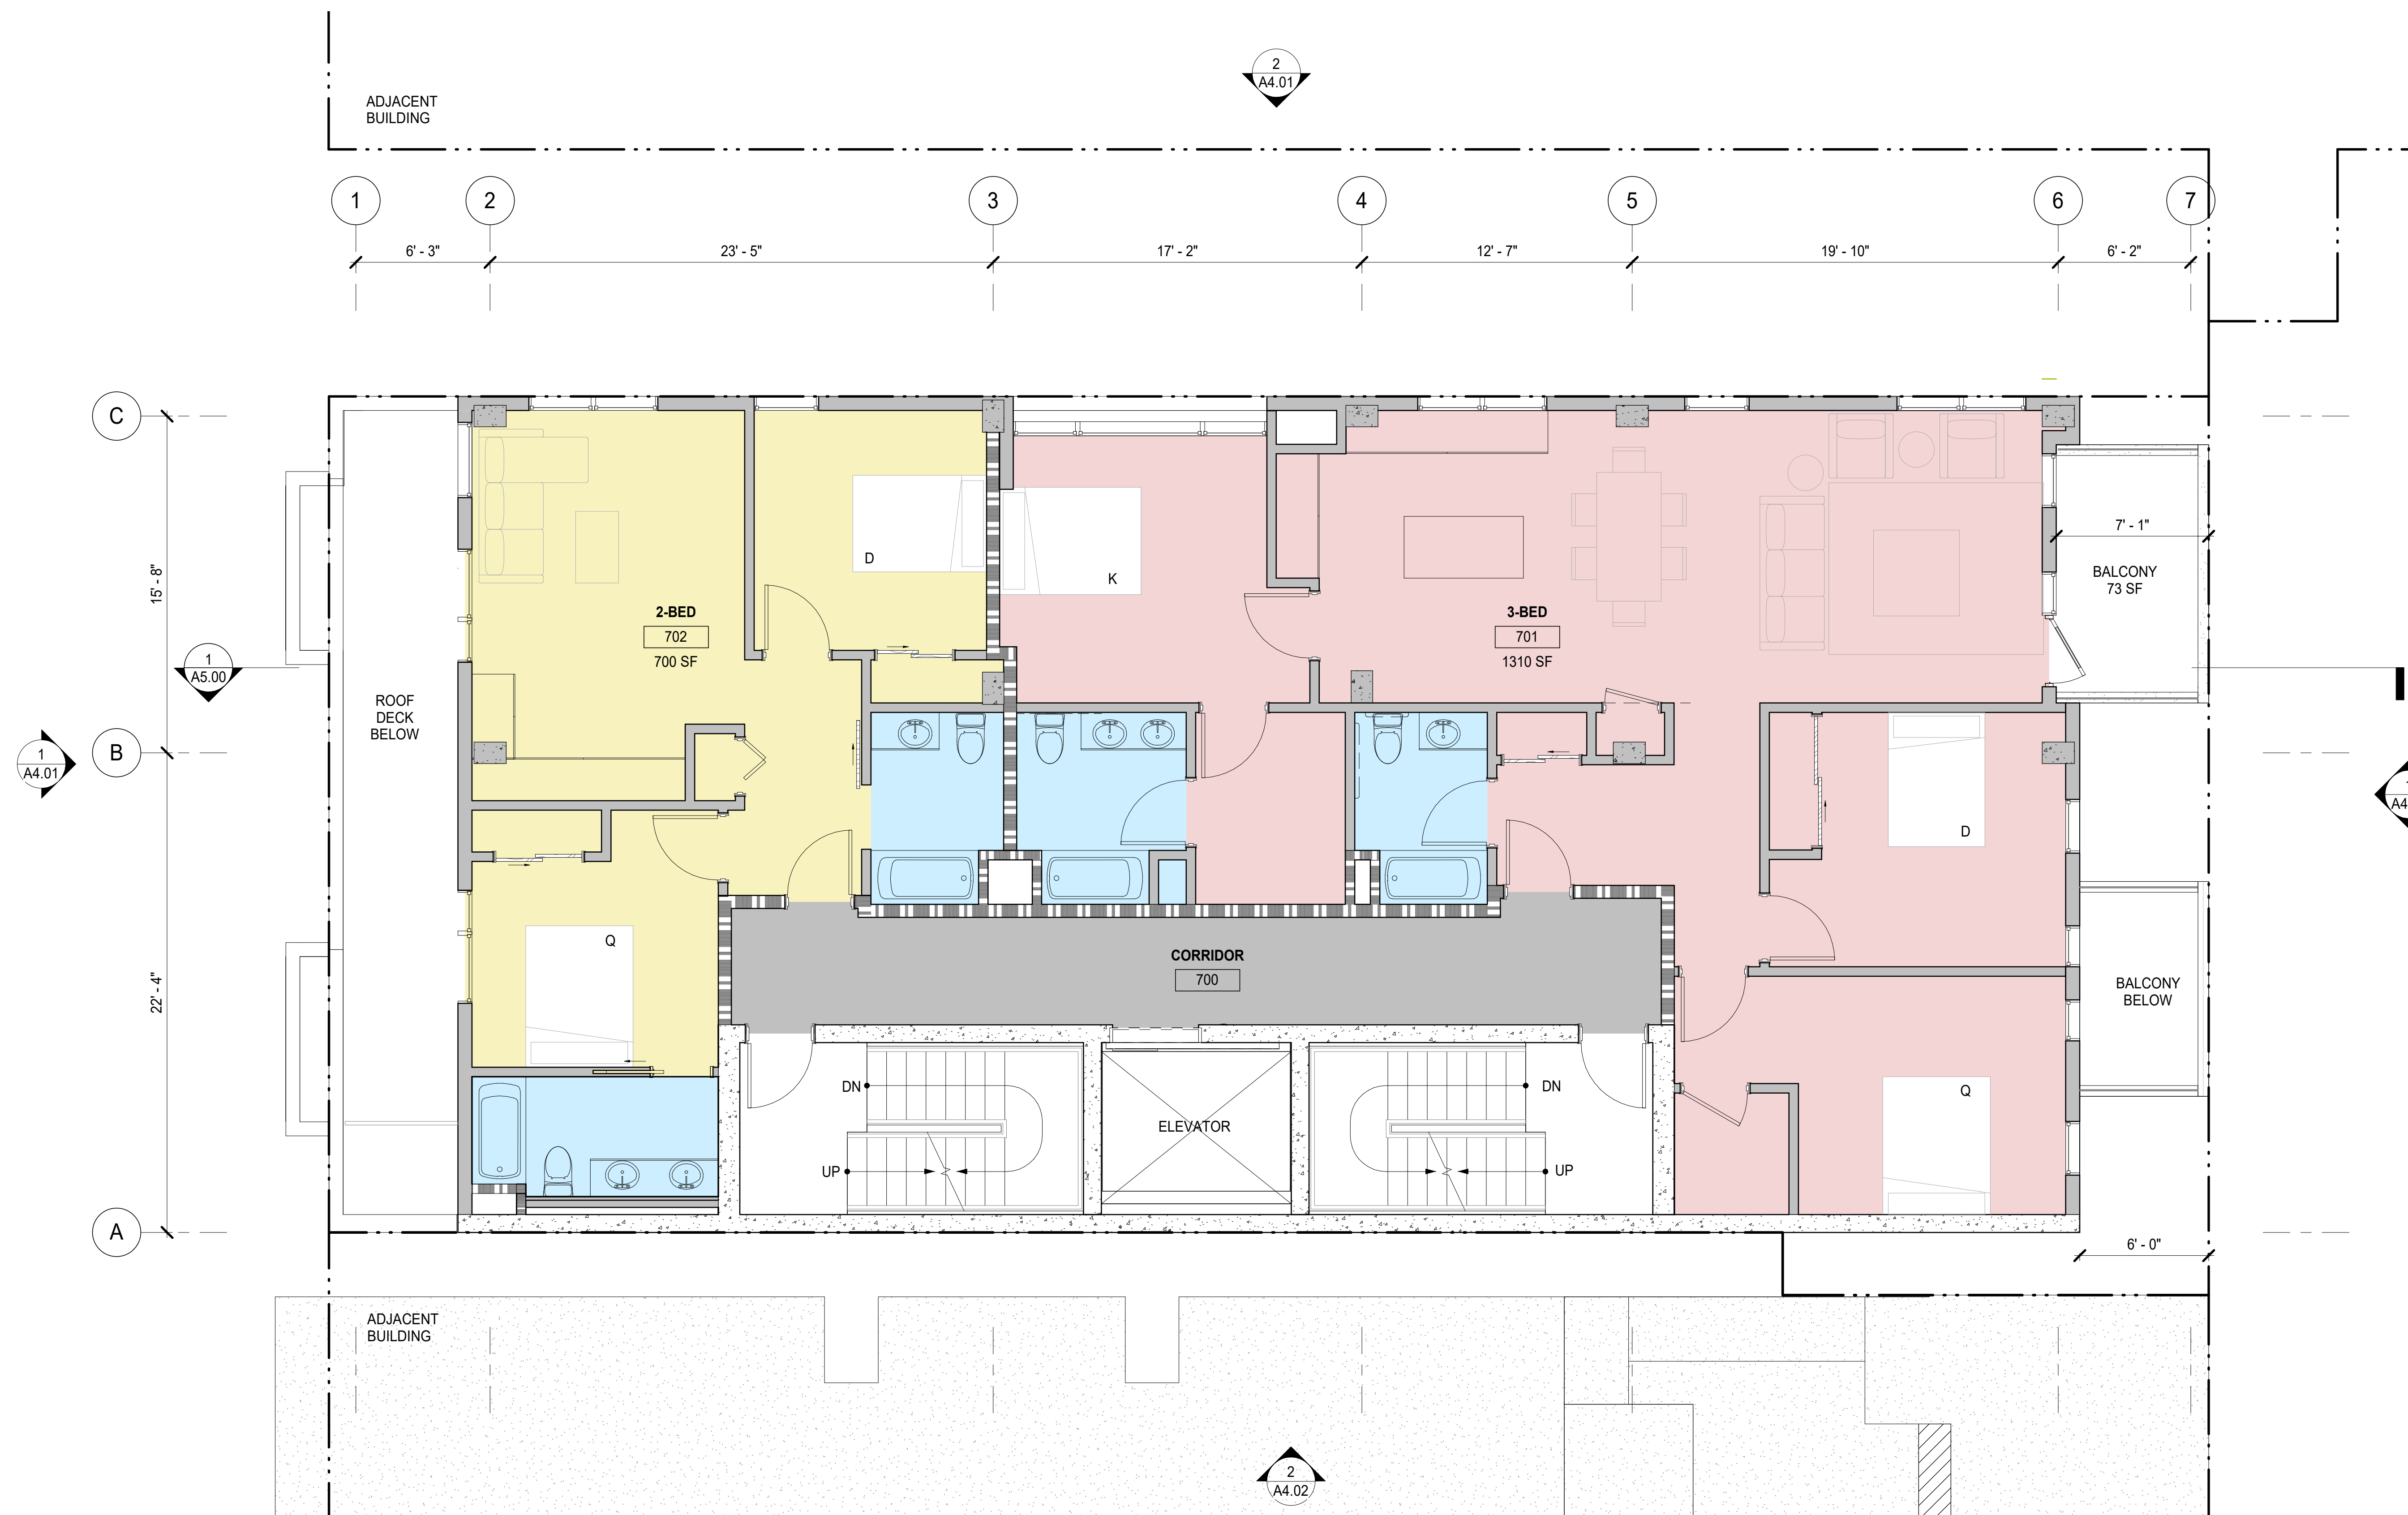 2
A4.01
ADJACENT
BUILDING
1
2
3
4
5
6
7
6' - 3"
23' - 5"
17' - 2"
12' - 7"
19' - 10"
6' - 2"
C
15' - 8"
7' - 1"
D
K
BALCONY
73 SF
2-BED
702
700 SF
3-BED
701
1310 SF
1
A5.00
ROOF
DECK
BELOW
B
1
A4.01
D
Q
CORRIDOR
700
22' - 4"
BALCONY
BELOW
DN
DN
Q
ELEVATOR
UP
UP
A
6' - 0"
ADJACENT
BUILDING
2
A4.02